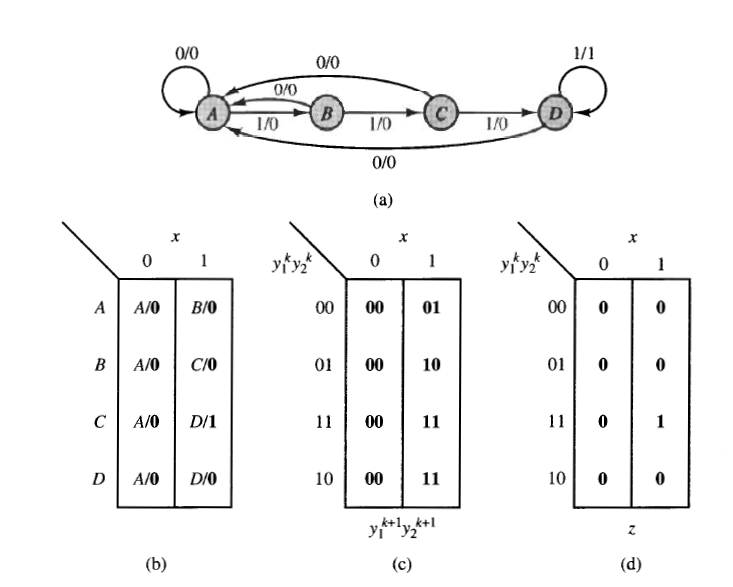 0/0 1/1
0/0
0/0
A B C D
1/0 1/0 1/0
0/0
(a)
x x x
0 1 y₁ᵏy₂ᵏ 0 1 y₁ᵏy₂ᵏ 0 1
A A/0 B/0 00 00 01 00 0 0
B A/0 C/0 01 00 10 01 0 0
C A/0 D/1 11 00 11 11 0 1
D A/0 D/0 10 00 11 10 0 0
y₁ᵏ⁺¹y₂ᵏ⁺¹ z
(b) (c) (d)